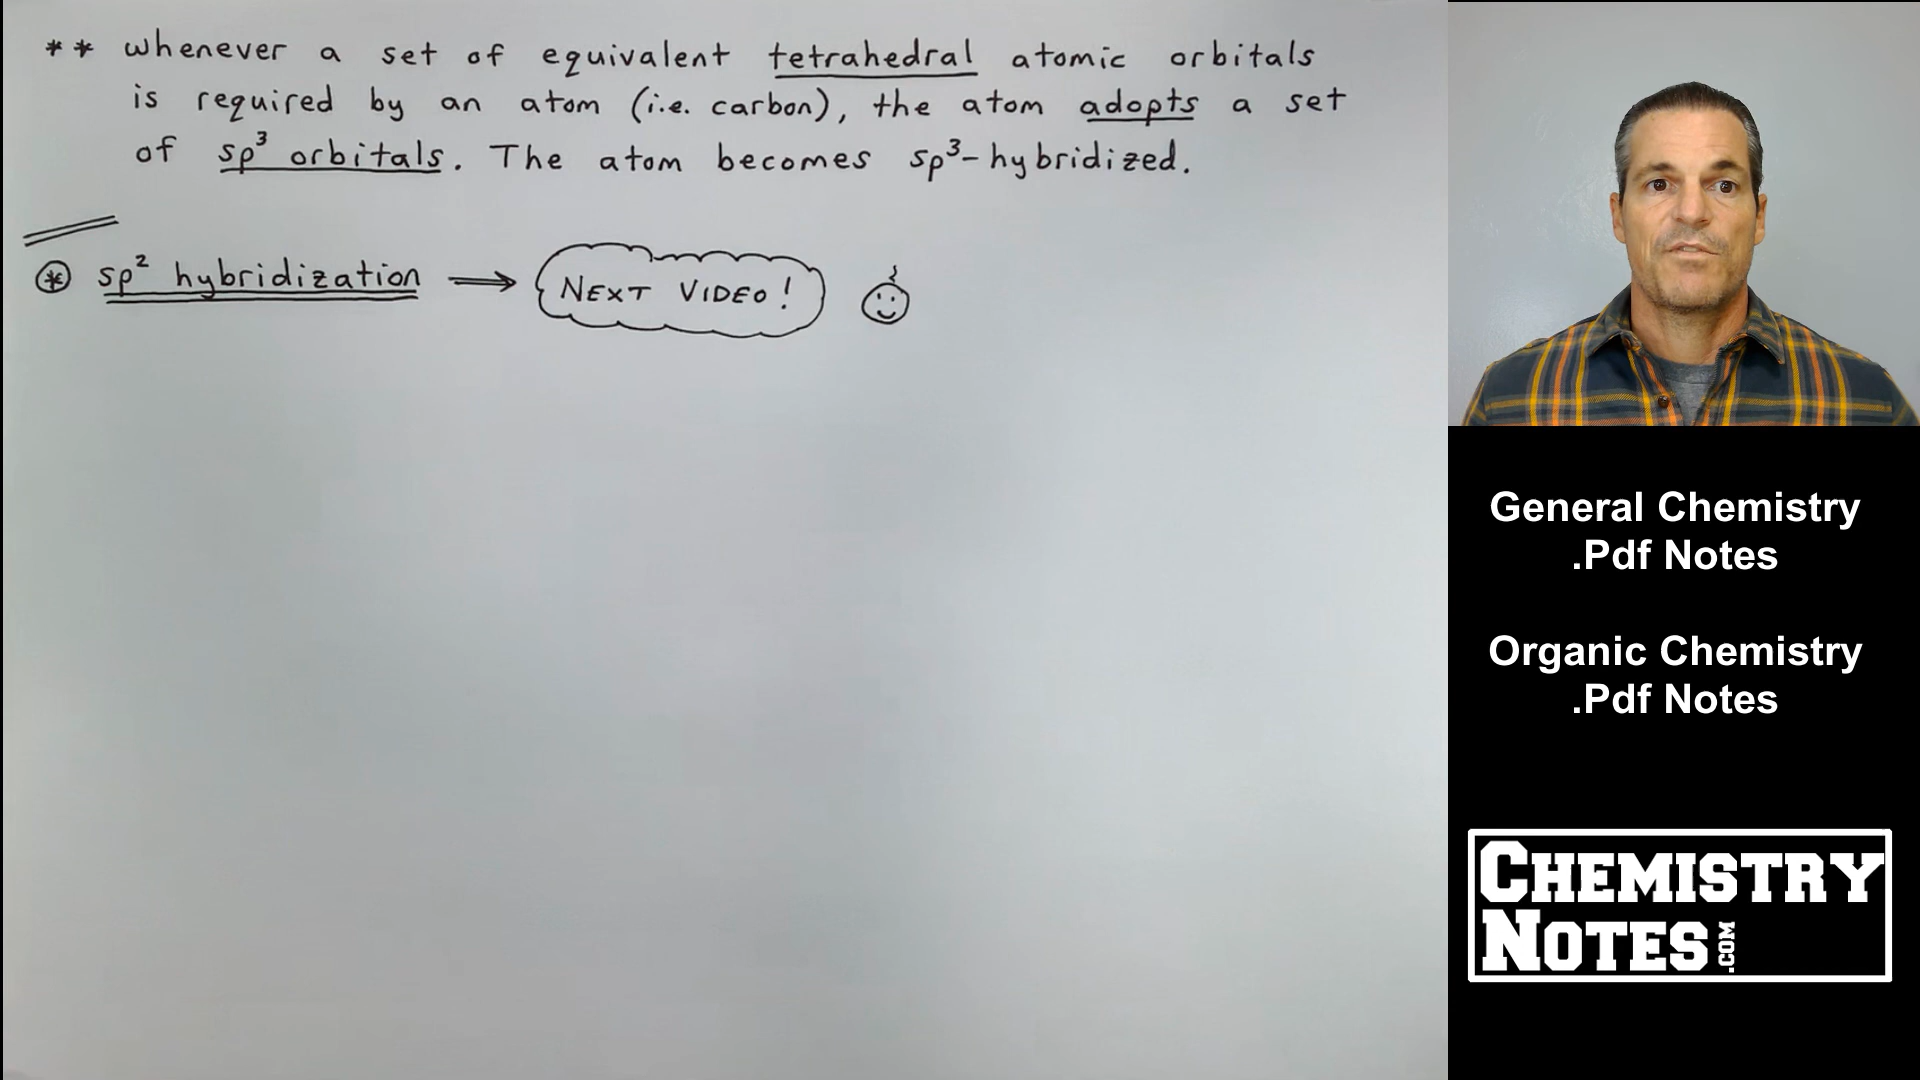 ** whenever a set of equivalent tetrahedral atomic orbitals
is required by an atom (i.e. carbon), the atom adopts a set
of sp³ orbitals. The atom becomes sp³-hybridized.
* sp² hybridization → NEXT VIDEO!
General Chemistry
.Pdf Notes
Organic Chemistry
.Pdf Notes
CHEMISTRY
NOTES.COM